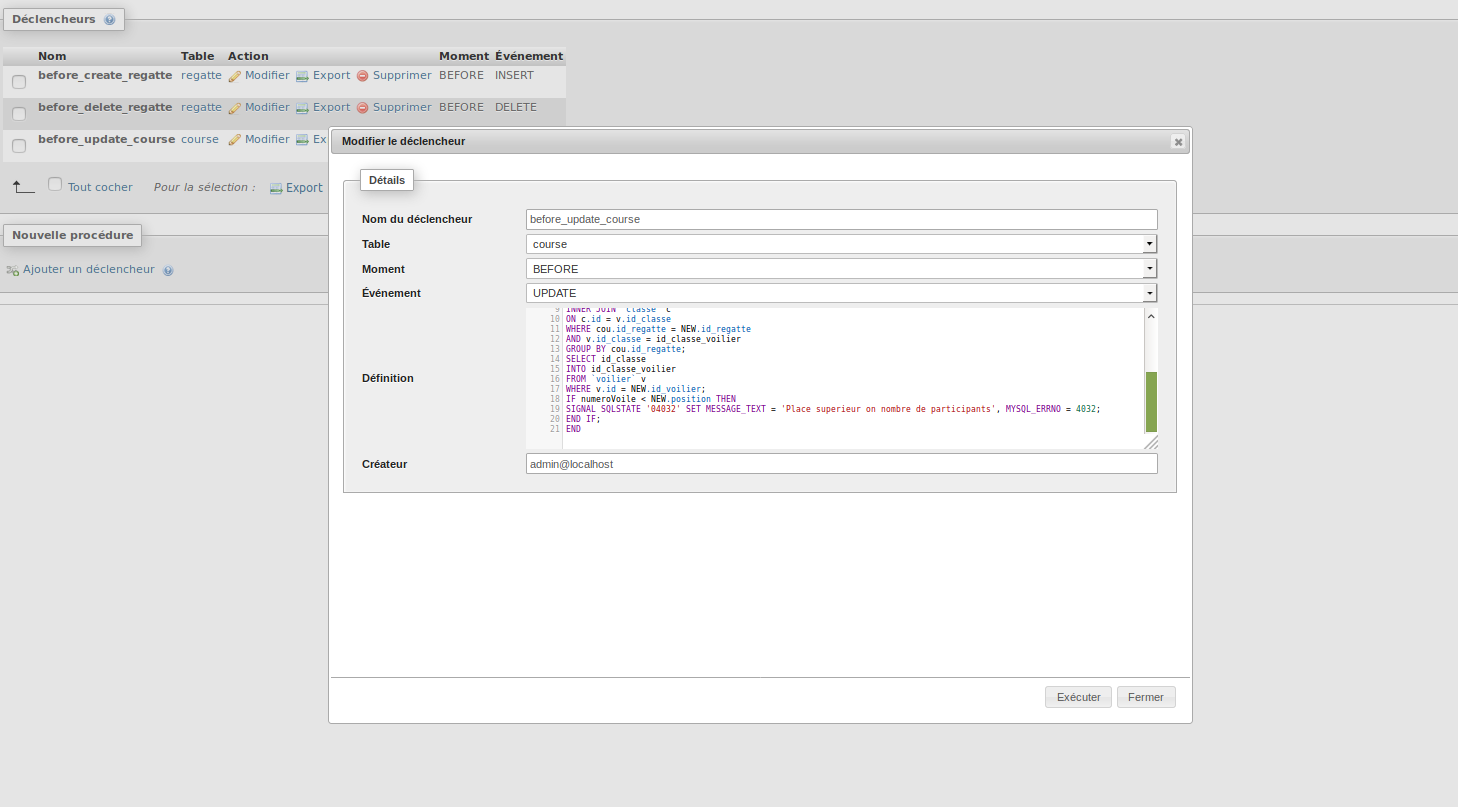 Déclencheurs
Nom Table Action Moment Événement
before_create_regatte regatte Modifier Export Supprimer BEFORE INSERT
before_delete_regatte regatte Modifier Export Supprimer BEFORE DELETE
before_update_course course Modifier Ex
Tout cocher Pour la sélection : Export
Nouvelle procédure
Ajouter un déclencheur
Modifier le déclencheur
Détails
Nom du déclencheur before_update_course
Table course
Moment BEFORE
Événement UPDATE
Définition
9 INNER JOIN `classe` c
10 ON c.id = v.id_classe
11 WHERE cou.id_regatte = NEW.id_regatte
12 AND v.id_classe = id_classe_voilier
13 GROUP BY cou.id_regatte;
14 SELECT id_classe
15 INTO id_classe_voilier
16 FROM `voilier` v
17 WHERE v.id = NEW.id_voilier;
18 IF numeroVoile < NEW.position THEN
19 SIGNAL SQLSTATE '04032' SET MESSAGE_TEXT = 'Place superieur on nombre de participants', MYSQL_ERRNO = 4032;
20 END IF;
21 END
Créateur admin@localhost
Exécuter Fermer